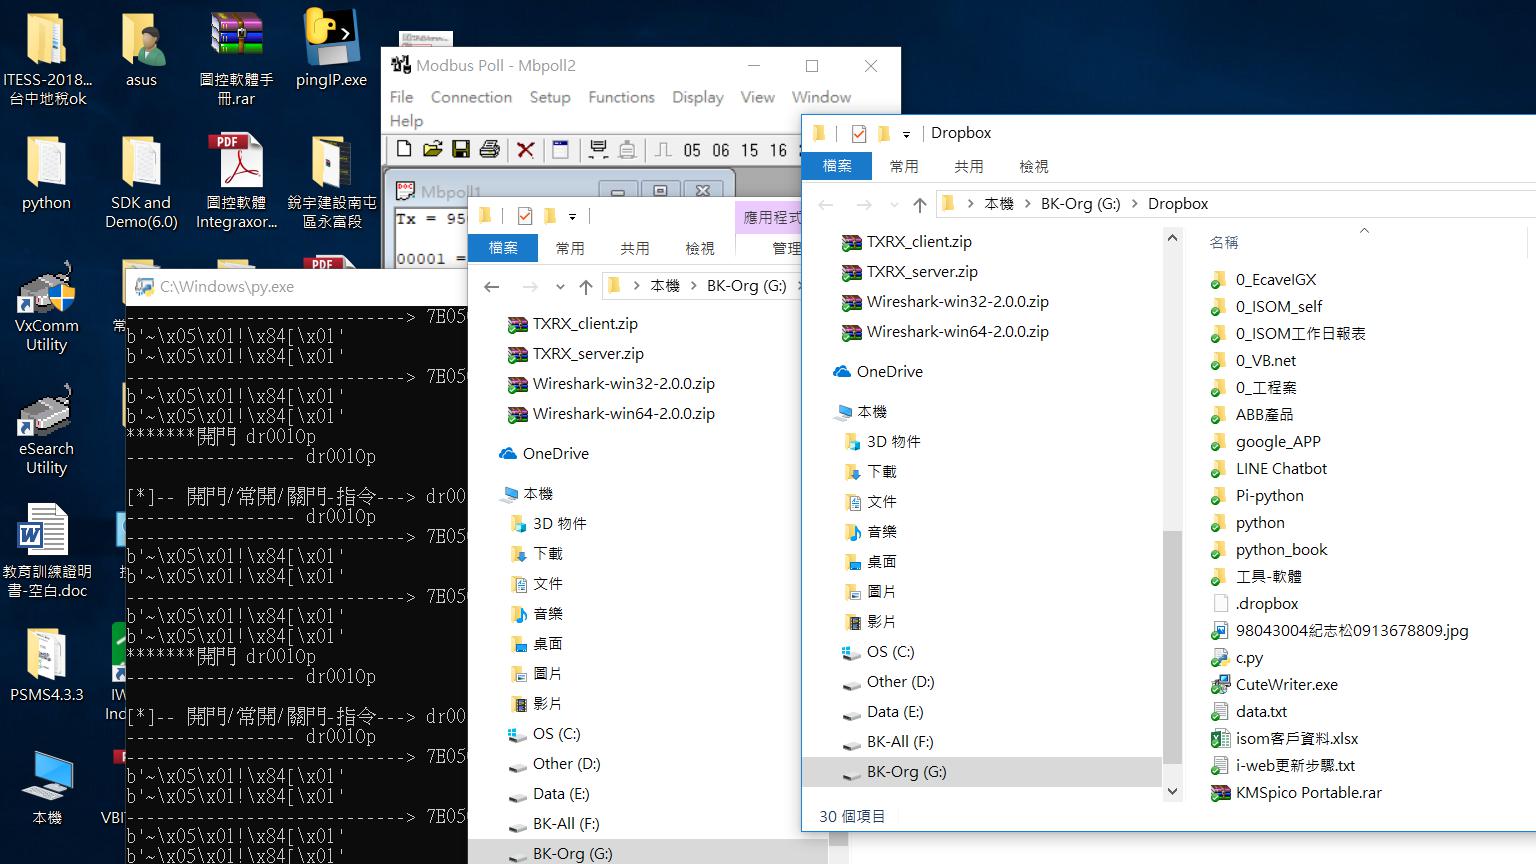 ITESS-2018...
台中地稅ok
asus
圖控軟體手
冊.rar
pingIP.exe
python
SDK and
Demo(6.0)
圖控軟體
Integraxor...
銳宇建設南屯
區永富段
VxComm
Utility
eSearch
Utility
教育訓練證明
書-空白.doc
PSMS4.3.3
本機
Modbus Poll - Mbpoll2
File Connection Setup Functions Display View Window
Help
05 06 15 16
Mbpoll1
Tx = 95
00001 =
C:\Windows\py.exe
----------------------------> 7E05
b'~\x05\x01!\x84[\x01'
b'~\x05\x01!\x84[\x01'
----------------------------> 7E05
b'~\x05\x01!\x84[\x01'
b'~\x05\x01!\x84[\x01'
*******開門 dr001Op
----------------- dr001Op
[*]-- 開門/常開/關門-指令---> dr00
----------------- dr001Op
----------------------------> 7E05
b'~\x05\x01!\x84[\x01'
b'~\x05\x01!\x84[\x01'
----------------------------> 7E05
b'~\x05\x01!\x84[\x01'
b'~\x05\x01!\x84[\x01'
*******開門 dr001Op
----------------- dr001Op
[*]-- 開門/常開/關門-指令---> dr00
----------------- dr001Op
----------------------------> 7E05
b'~\x05\x01!\x84[\x01'
b'~\x05\x01!\x84[\x01'
----------------------------> 7E05
b'~\x05\x01!\x84[\x01'
b'~\x05\x01!\x84[\x01'
應用程式
檔案 常用 共用 檢視 管理
本機 > BK-Org (G:) >
TXRX_client.zip
TXRX_server.zip
Wireshark-win32-2.0.0.zip
Wireshark-win64-2.0.0.zip
OneDrive
本機
3D 物件
下載
文件
音樂
桌面
圖片
影片
OS (C:)
Other (D:)
Data (E:)
BK-All (F:)
BK-Org (G:)
Dropbox
檔案 常用 共用 檢視
本機 > BK-Org (G:) > Dropbox
TXRX_client.zip
TXRX_server.zip
Wireshark-win32-2.0.0.zip
Wireshark-win64-2.0.0.zip
OneDrive
本機
3D 物件
下載
文件
音樂
桌面
圖片
影片
OS (C:)
Other (D:)
Data (E:)
BK-All (F:)
BK-Org (G:)
名稱
0_EcavelGX
0_ISOM_self
0_ISOM工作日報表
0_VB.net
0_工程案
ABB產品
google_APP
LINE Chatbot
Pi-python
python
python_book
工具-軟體
.dropbox
98043004紀志松0913678809.jpg
c.py
CuteWriter.exe
data.txt
isom客戶資料.xlsx
i-web更新步驟.txt
KMSpico Portable.rar
30 個項目